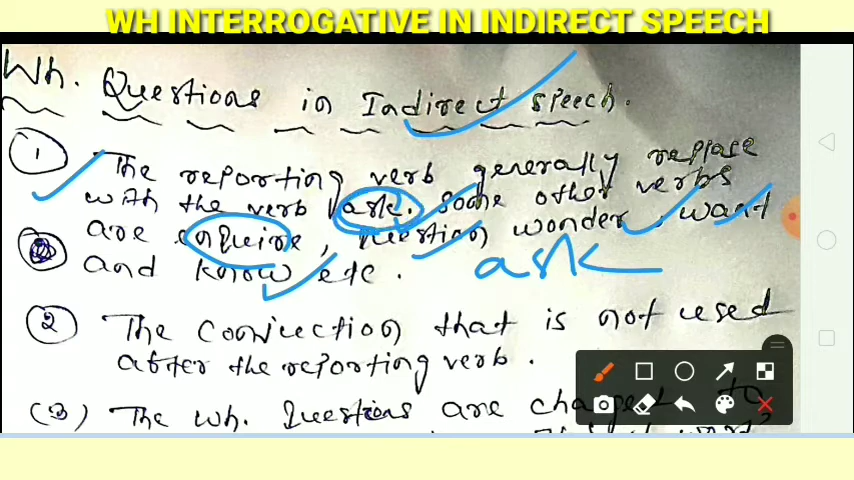 WH INTERROGATIVE IN INDIRECT SPEECH
Wh. Questions in Indirect speech.
(1) The reporting verb generally replace
with the verb ask. Some other verbs
are enquire, question wonder, want
and know etc.
ask
(2) The conjuction that is not used
after the reporting verb.
(3) The Wh. Questions are changed to